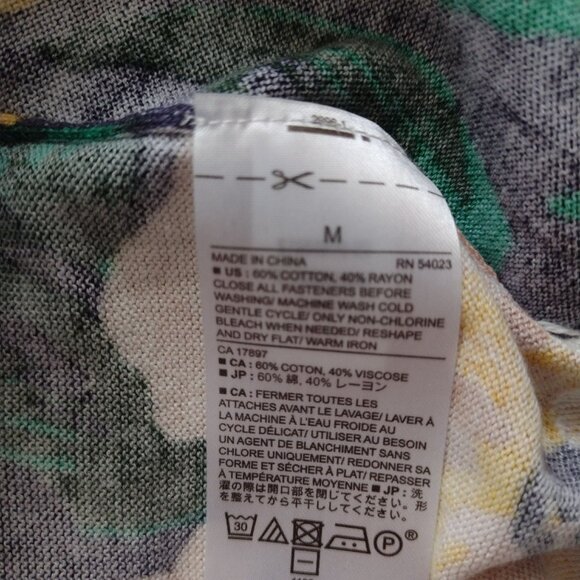 M
MADE IN CHINA RN 54023
■ US : 60% COTTON, 40% RAYON
CLOSE ALL FASTENERS BEFORE
WASHING/ MACHINE WASH COLD
GENTLE CYCLE/ ONLY NON-CHLORINE
BLEACH WHEN NEEDED/ RESHAPE
AND DRY FLAT/ WARM IRON
CA 17897
■ CA : 60% COTON, 40% VISCOSE
■ JP : 60% 綿, 40% レーヨン
■ CA : FERMER TOUTES LES
ATTACHES AVANT LE LAVAGE/ LAVER À
LA MACHINE À L'EAU FROIDE AU
CYCLE DÉLICAT/ UTILISER AU BESOIN
UN AGENT DE BLANCHIMENT SANS
CHLORE UNIQUEMENT/ REDONNER SA
FORME ET SÉCHER À PLAT/ REPASSER
À TEMPÉRATURE MOYENNE ■ JP : 洗
濯の際は開口部を閉じてください。形
を整えてから平干ししてください。
30 P ®